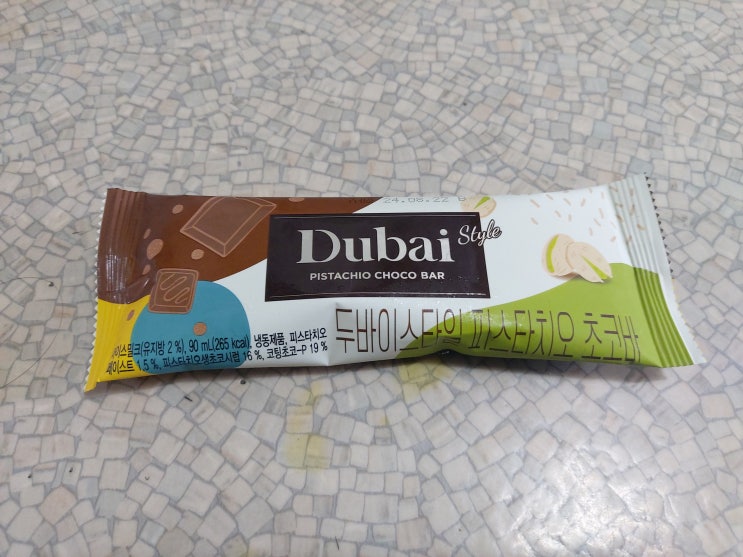 24.08.22 B
Dubai Style
PISTACHIO CHOCO BAR
두바이스타일 피스타치오 초코바
아이스밀크(유지방 2 %), 90 mL(265 kcal), 냉동제품, 피스타치오
페이스트 1.5 %, 피스타치오색초코시럽 16 %, 코팅초코-P 19 %